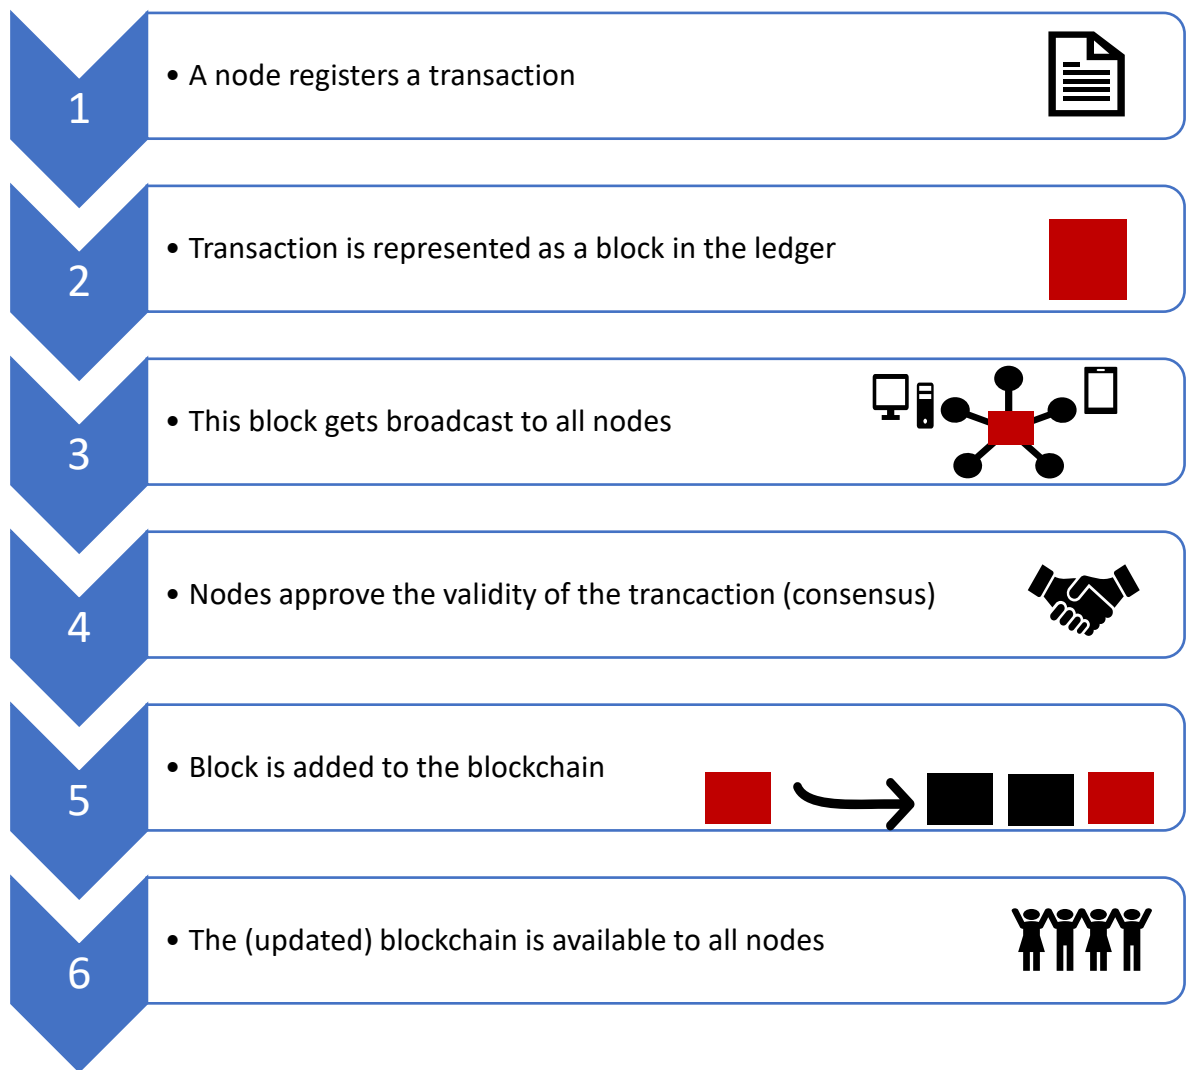 1
• A node registers a transaction
2
• Transaction is represented as a block in the ledger
3
• This block gets broadcast to all nodes
4
• Nodes approve the validity of the trancaction (consensus)
5
• Block is added to the blockchain
6
• The (updated) blockchain is available to all nodes